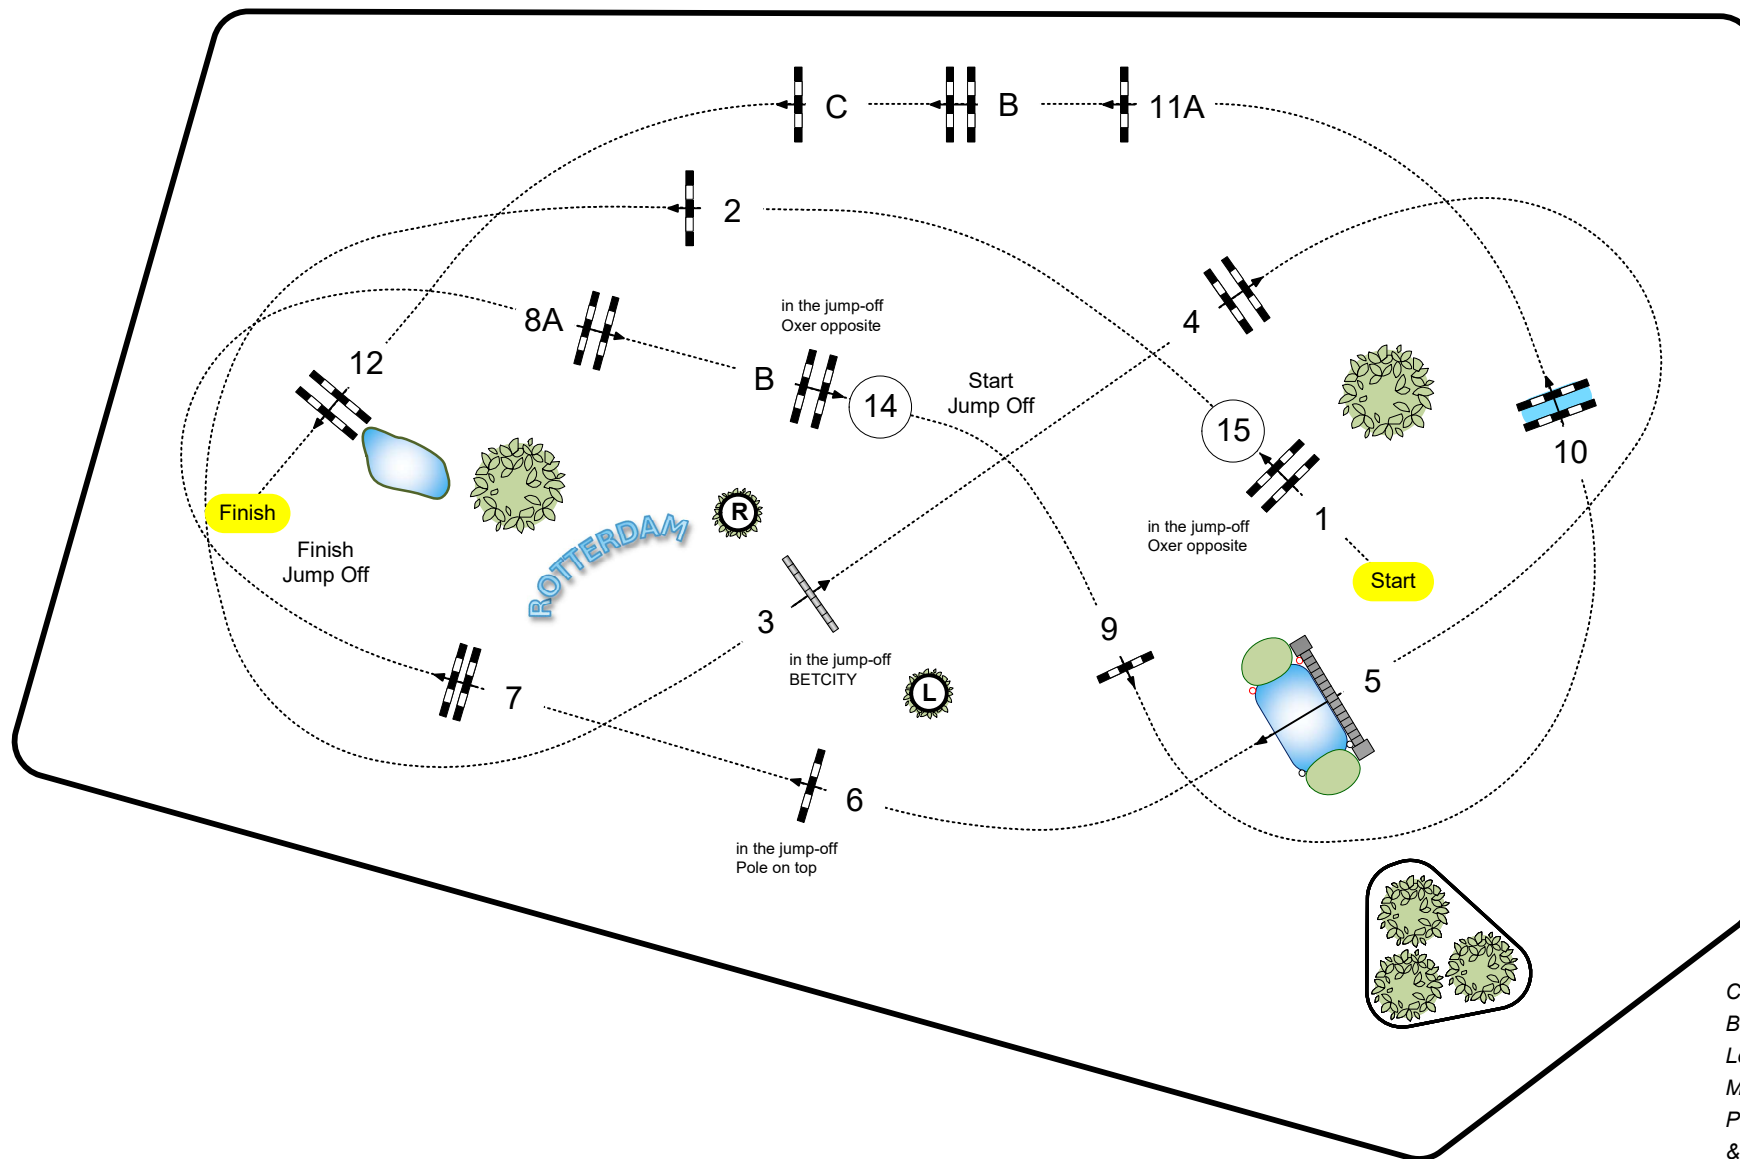 C
B
11A
2
in the jump-off
Oxer opposite
8A
4
12
B
Start
Jump Off
14
15
10
Finish
R
1
in the jump-off
Oxer opposite
Finish
Jump Off
ROTTERDAM
Start
3
9
in the jump-off
BETCITY
5
L
7
6
in the jump-off
Pole on top
C
B
M
P
&